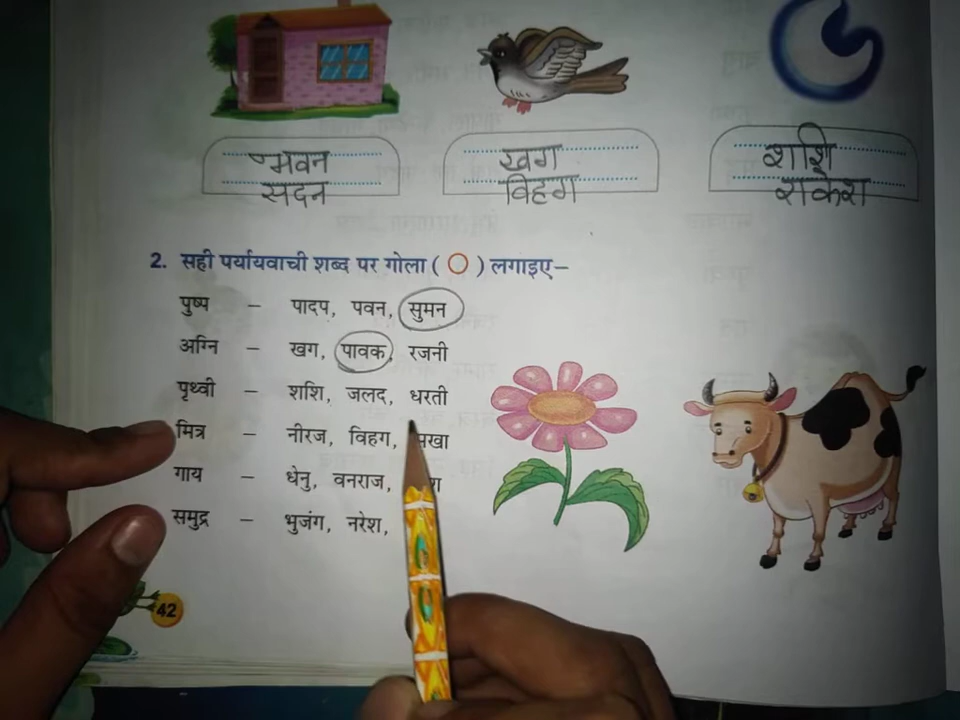 भवन खग शशि
सदन विहग राकेश
2. सही पर्यायवाची शब्द पर गोला ( ○ ) लगाइए–
पुष्प – पादप, पवन, सुमन
अग्नि – खग, पावक, रजनी
पृथ्वी – शशि, जलद, धरती
मित्र – नीरज, विहग, सखा
गाय – धेनु, वनराज,
समुद्र – भुजंग, नरेश,
42